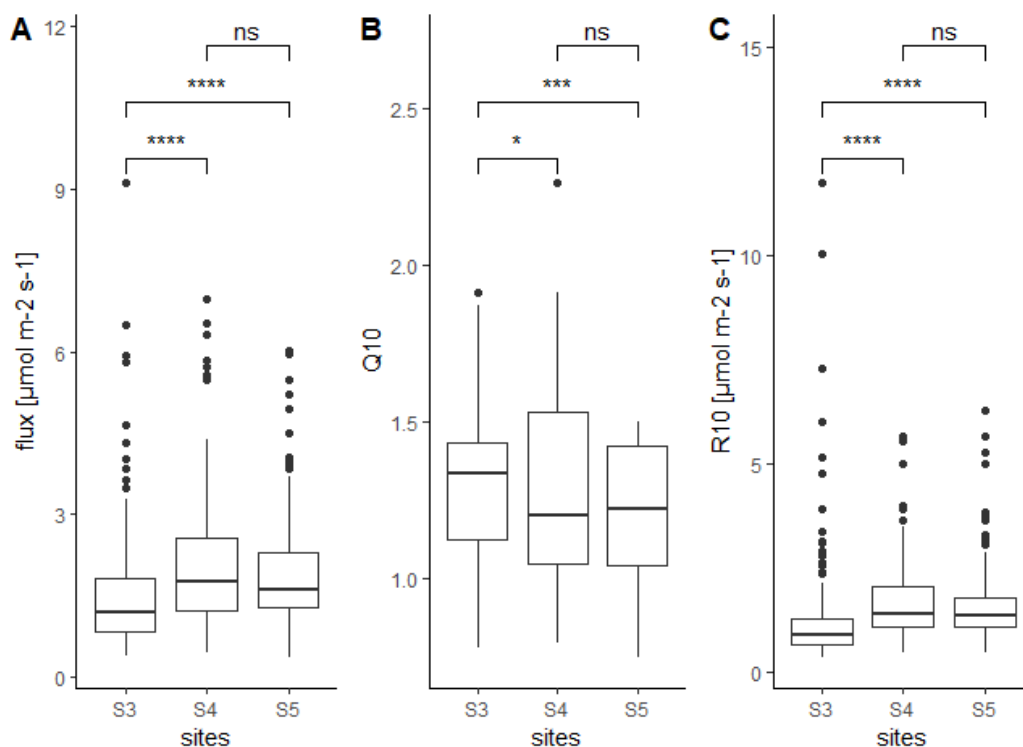 A
12
9
6
3
0
flux [µmol m-2 s-1]
ns
****
****
S3 S4 S5
sites
B
2.5
2.0
1.5
1.0
Q10
ns
***
*
S3 S4 S5
sites
C
15
10
5
0
R10 [µmol m-2 s-1]
ns
****
****
S3 S4 S5
sites